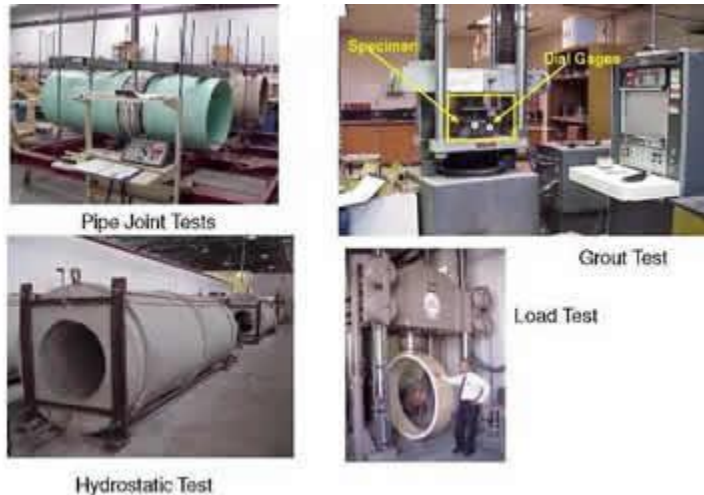 Specimen
Dial Gages
Pipe Joint Tests
Grout Test
Load Test
Hydrostatic Test